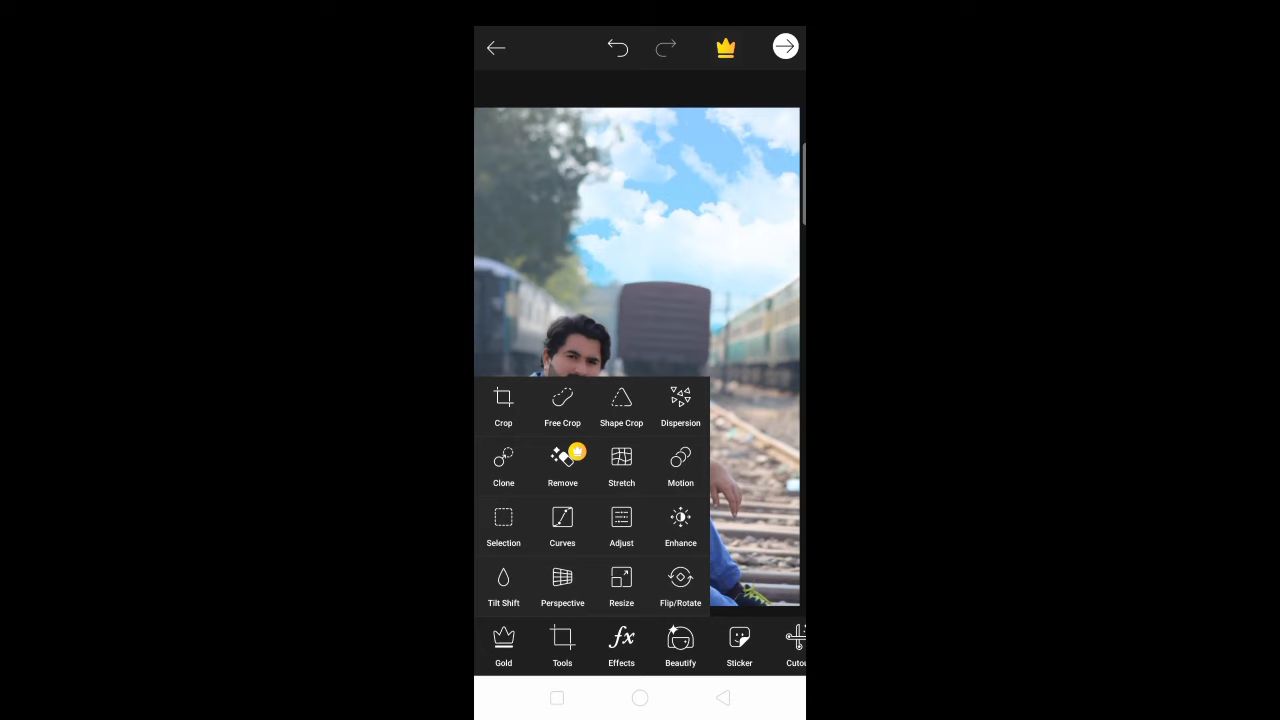 Crop Free Crop Shape Crop Dispersion
Clone Remove Stretch Motion
Selection Curves Adjust Enhance
Tilt Shift Perspective Resize Flip/Rotate
Gold Tools Effects Beautify Sticker Cutou